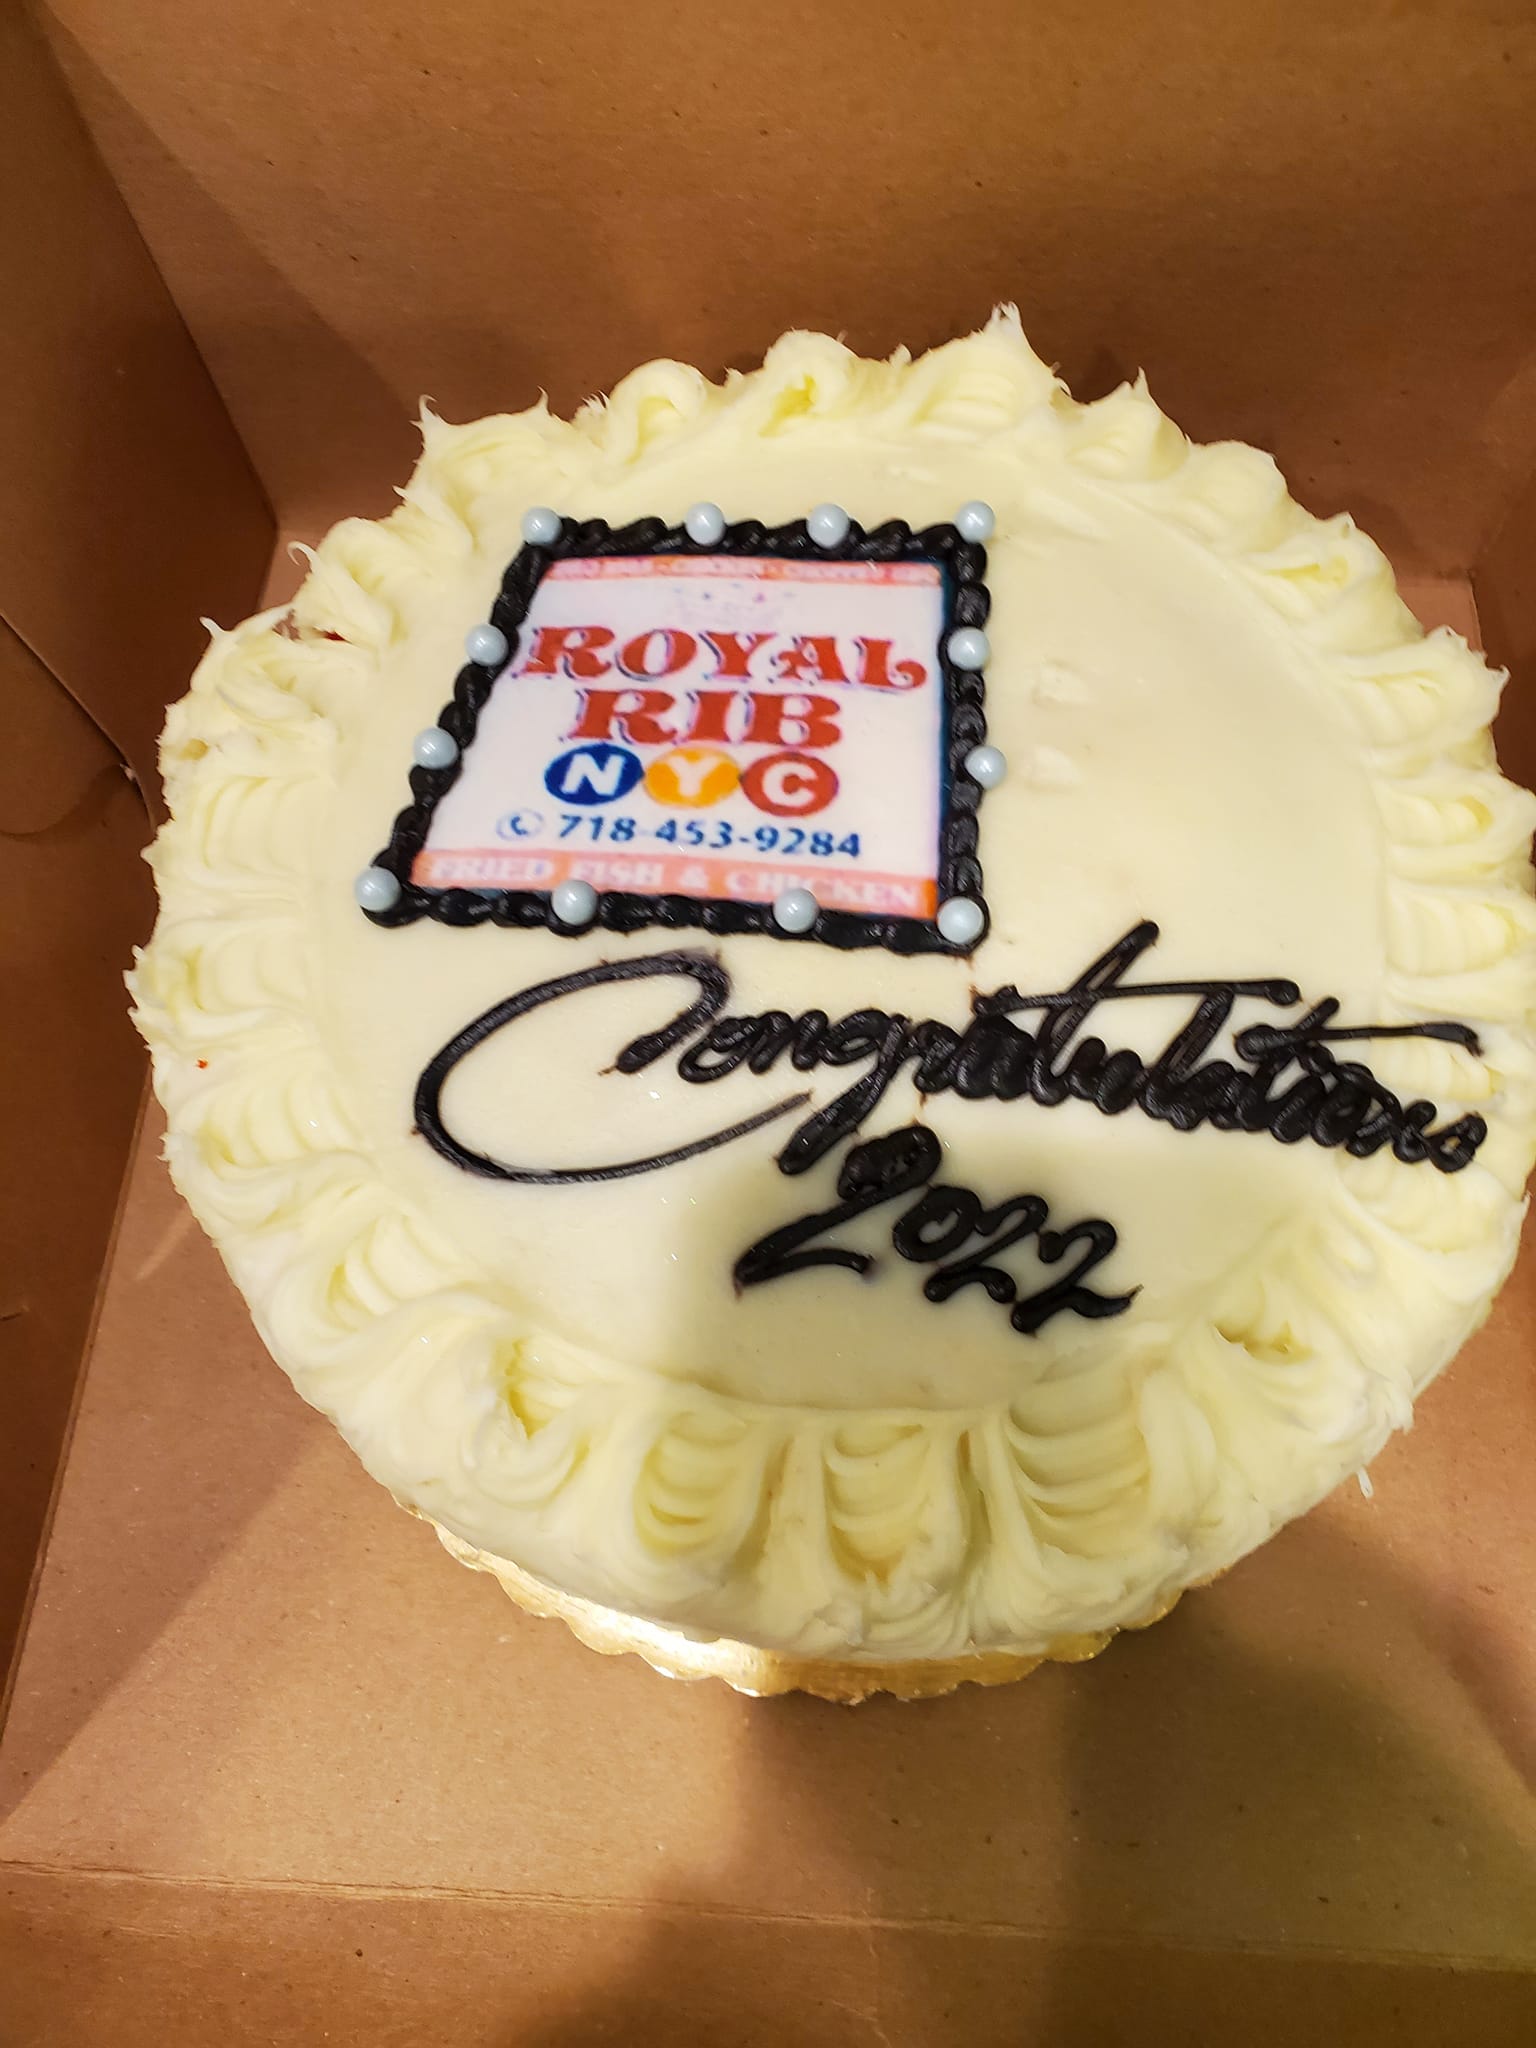 ROYAL
RIB
NYC
718-453-9284
FRIED FISH & CHICKEN
Congratulations
2022